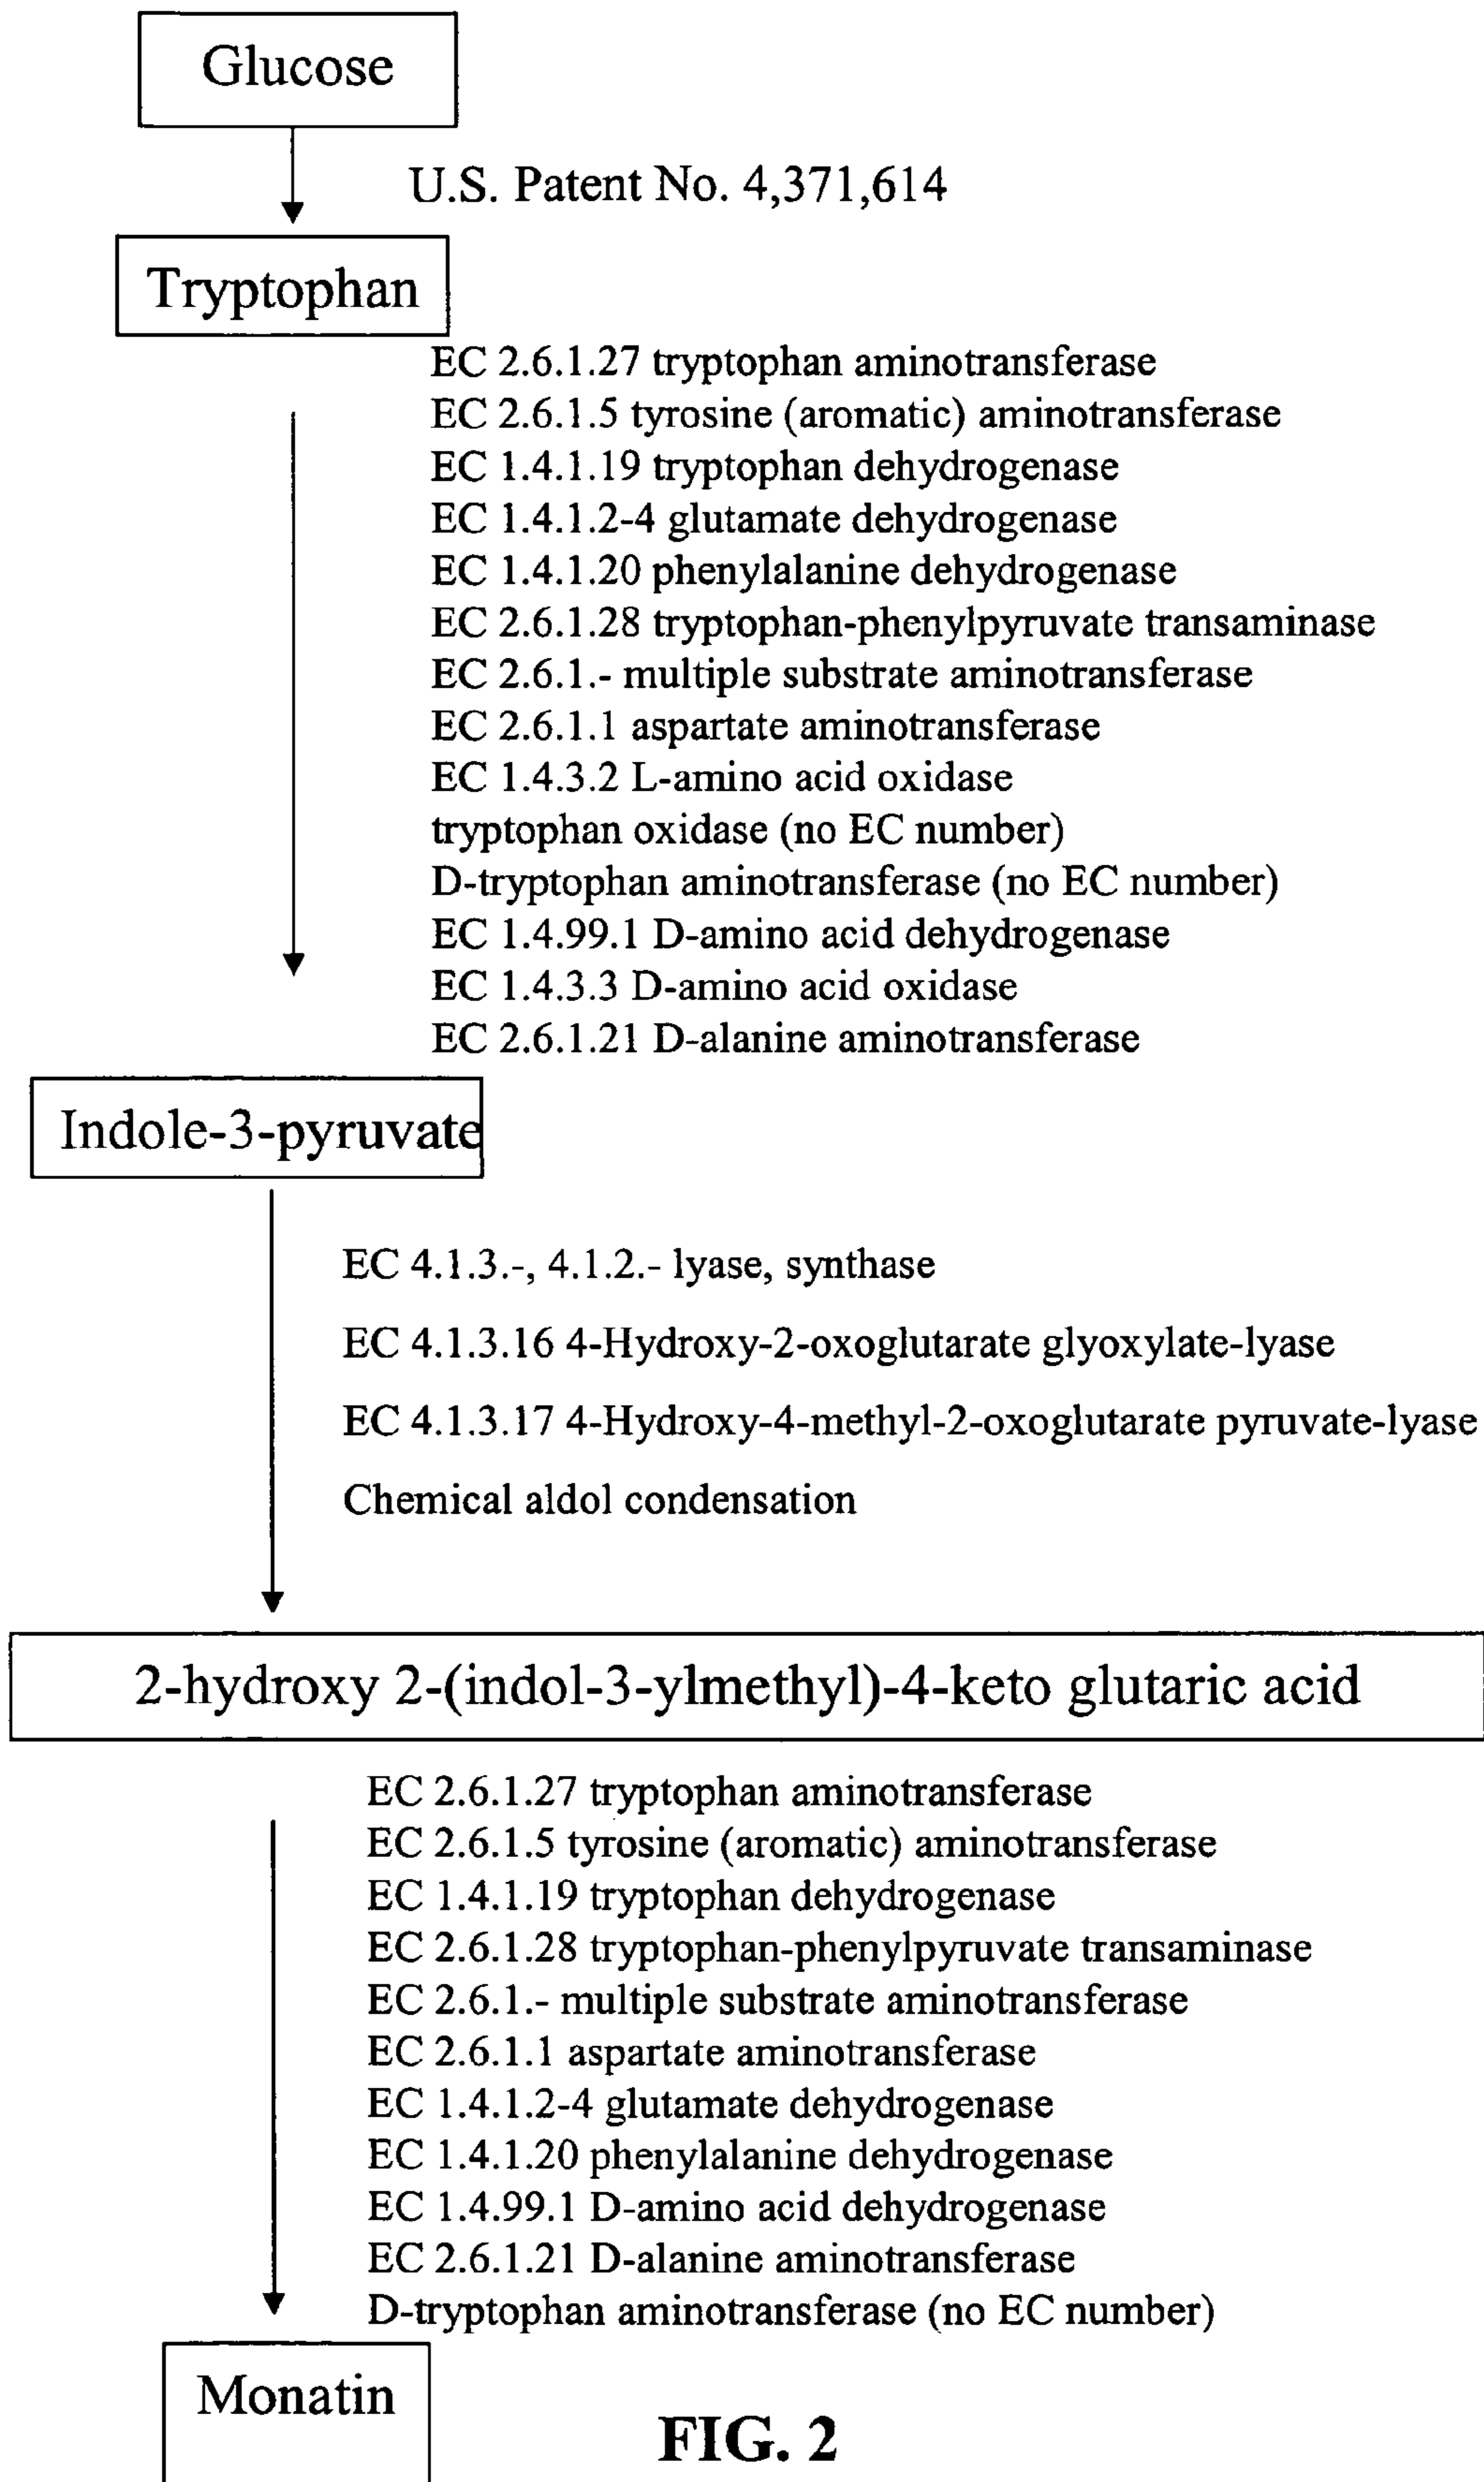 Glucose
U.S. Patent No. 4,371,614
Tryptophan
EC 2.6.1.27 tryptophan aminotransferase
EC 2.6.1.5 tyrosine (aromatic) aminotransferase
EC 1.4.1.19 tryptophan dehydrogenase
EC 1.4.1.2-4 glutamate dehydrogenase
EC 1.4.1.20 phenylalanine dehydrogenase
EC 2.6.1.28 tryptophan-phenylpyruvate transaminase
EC 2.6.1.- multiple substrate aminotransferase
EC 2.6.1.1 aspartate aminotransferase
EC 1.4.3.2 L-amino acid oxidase
tryptophan oxidase (no EC number)
D-tryptophan aminotransferase (no EC number)
EC 1.4.99.1 D-amino acid dehydrogenase
EC 1.4.3.3 D-amino acid oxidase
EC 2.6.1.21 D-alanine aminotransferase
Indole-3-pyruvate
EC 4.1.3.-, 4.1.2.- lyase, synthase
EC 4.1.3.16 4-Hydroxy-2-oxoglutarate glyoxylate-lyase
EC 4.1.3.17 4-Hydroxy-4-methyl-2-oxoglutarate pyruvate-lyase
Chemical aldol condensation
2-hydroxy 2-(indol-3-ylmethyl)-4-keto glutaric acid
EC 2.6.1.27 tryptophan aminotransferase
EC 2.6.1.5 tyrosine (aromatic) aminotransferase
EC 1.4.1.19 tryptophan dehydrogenase
EC 2.6.1.28 tryptophan-phenylpyruvate transaminase
EC 2.6.1.- multiple substrate aminotransferase
EC 2.6.1.1 aspartate aminotransferase
EC 1.4.1.2-4 glutamate dehydrogenase
EC 1.4.1.20 phenylalanine dehydrogenase
EC 1.4.99.1 D-amino acid dehydrogenase
EC 2.6.1.21 D-alanine aminotransferase
D-tryptophan aminotransferase (no EC number)
Monatin
FIG. 2